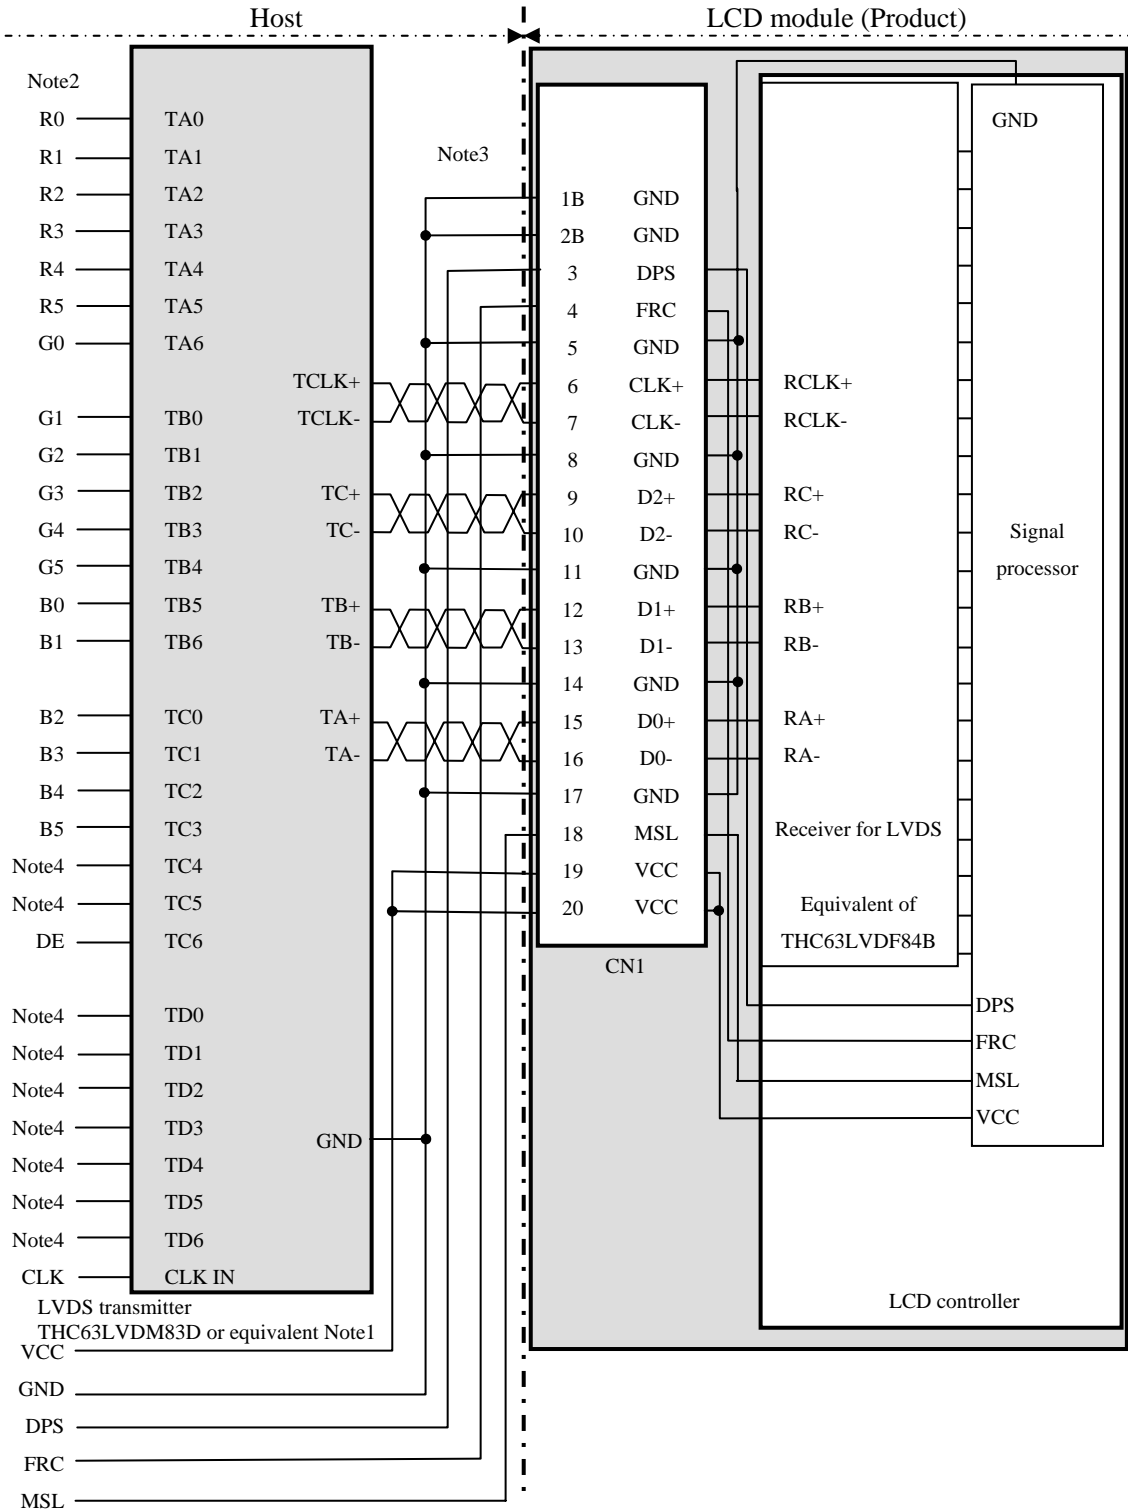 Host
LCD module (Product)
Note2
R0 TA0
R1 TA1
R2 TA2
R3 TA3
R4 TA4
R5 TA5
G0 TA6
TCLK+
G1 TB0 TCLK-
G2 TB1
G3 TB2 TC+
G4 TB3 TC-
G5 TB4
B0 TB5 TB+
B1 TB6 TB-
B2 TC0 TA+
B3 TC1 TA-
B4 TC2
B5 TC3
Note4 TC4
Note4 TC5
DE TC6
Note4 TD0
Note4 TD1
Note4 TD2
Note4 TD3
GND
Note4 TD4
Note4 TD5
Note4 TD6
CLK CLK IN
LVDS transmitter
THC63LVDM83D or equivalent Note1
VCC
GND
DPS
FRC
MSL
Note3
1B GND
2B GND
3 DPS
4 FRC
5 GND
6 CLK+
7 CLK-
8 GND
9 D2+
10 D2-
11 GND
12 D1+
13 D1-
14 GND
15 D0+
16 D0-
17 GND
18 MSL
19 VCC
20 VCC
CN1
RCLK+
RCLK-
RC+
RC-
RB+
RB-
RA+
RA-
Receiver for LVDS
Equivalent of
THC63LVDF84B
GND
Signal
processor
DPS
FRC
MSL
VCC
LCD controller